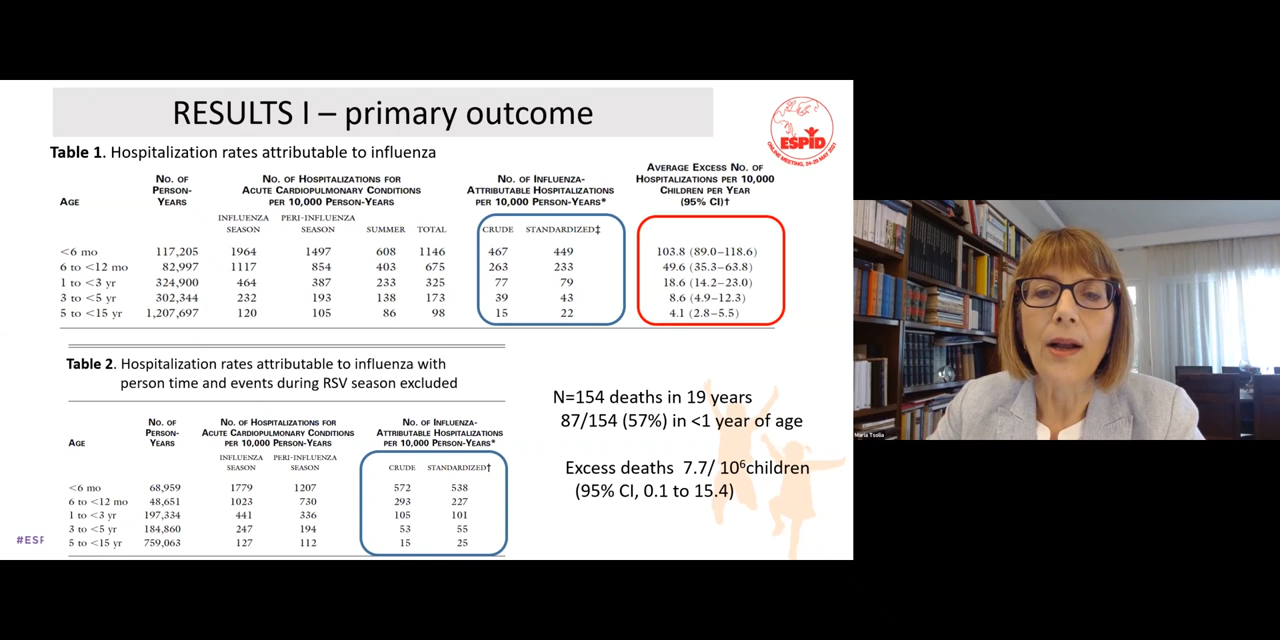 RESULTS I – primary outcome
ESPID
ONLINE MEETING, 24-29 MAY 2021
Table 1. Hospitalization rates attributable to influenza
AGE
NO. OF
PERSON-
YEARS
NO. OF HOSPITALIZATIONS FOR
ACUTE CARDIOPULMONARY CONDITIONS
PER 10,000 PERSON-YEARS
NO. OF INFLUENZA-
ATTRIBUTABLE HOSPITALIZATIONS
PER 10,000 PERSON-YEARS*
AVERAGE EXCESS NO. OF
HOSPITALIZATIONS PER 10,000
CHILDREN PER YEAR
(95% CI)†
INFLUENZA
SEASON
PERI-INFLUENZA
SEASON
SUMMER
TOTAL
CRUDE
STANDARDIZED‡
<6 mo 117,205 1964 1497 608 1146 467 449 103.8 (89.0–118.6)
6 to <12 mo 82,997 1117 854 403 675 263 233 49.6 (35.3–63.8)
1 to <3 yr 324,900 464 387 233 325 77 79 18.6 (14.2–23.0)
3 to <5 yr 302,344 232 193 138 173 39 43 8.6 (4.9–12.3)
5 to <15 yr 1,207,697 120 105 86 98 15 22 4.1 (2.8–5.5)
Table 2. Hospitalization rates attributable to influenza with
person time and events during RSV season excluded
AGE
NO. OF
PERSON-
YEARS
NO. OF HOSPITALIZATIONS FOR
ACUTE CARDIOPULMONARY CONDITIONS
PER 10,000 PERSON-YEARS
NO. OF INFLUENZA-
ATTRIBUTABLE HOSPITALIZATIONS
PER 10,000 PERSON-YEARS*
INFLUENZA
SEASON
PERI-INFLUENZA
SEASON
CRUDE
STANDARDIZED†
<6 mo 68,959 1779 1207 572 538
6 to <12 mo 48,651 1023 730 293 227
1 to <3 yr 197,334 441 336 105 101
3 to <5 yr 184,860 247 194 53 55
5 to <15 yr 759,063 127 112 15 25
N=154 deaths in 19 years
87/154 (57%) in <1 year of age
Excess deaths 7.7/ 10⁶children
(95% CI, 0.1 to 15.4)
#ESP
Maria Tsolia